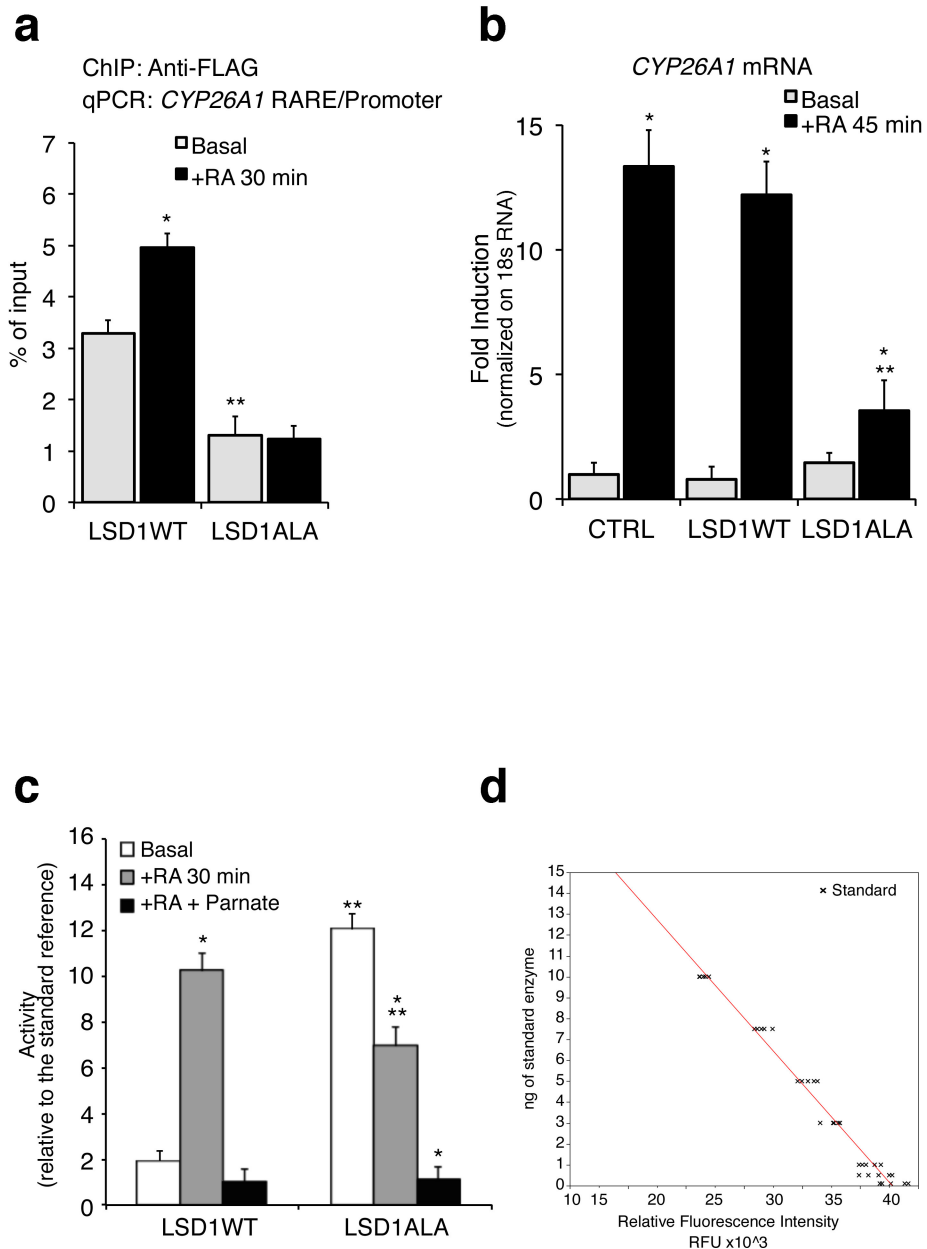 a
ChIP: Anti-FLAG
qPCR: CYP26A1 RARE/Promoter
Basal
+RA 30 min
% of input
7
6
5
4
3
2
1
0
*
**
LSD1WT LSD1ALA
b
CYP26A1 mRNA
Basal
+RA 45 min
Fold Induction
(normalized on 18s RNA)
15
10
5
0
*
*
*
**
CTRL LSD1WT LSD1ALA
c
Basal
+RA 30 min
+RA + Parnate
Activity
(relative to the standard reference)
16
14
12
10
8
6
4
2
0
*
**
*
**
*
LSD1WT LSD1ALA
d
Standard
ng of standard enzyme
15
14
13
12
11
10
9
8
7
6
5
4
3
2
1
0
10 15 20 25 30 35 40
Relative Fluorescence Intensity
RFU x10^3